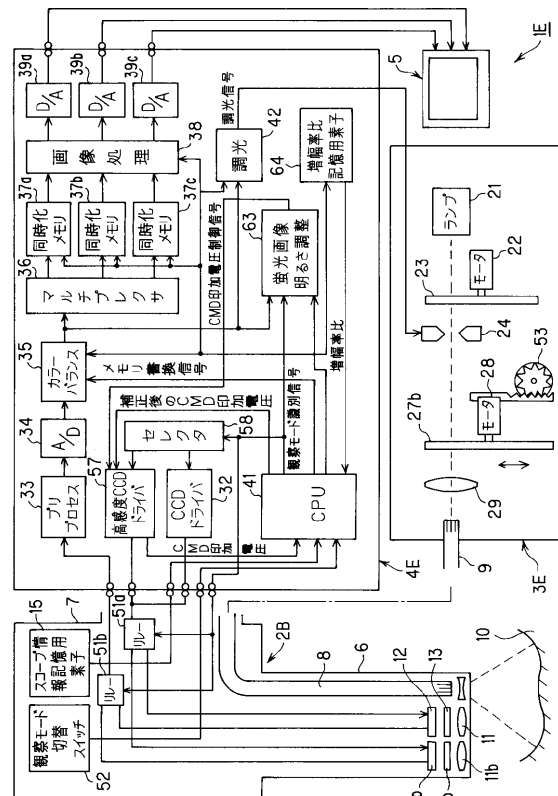 1E
5
39a
39b
39c
D/A
D/A
D/A
38
画像処理
調光信号
42
調光
64
増幅率比
記憶用素子
37a
37b
37c
同時化
メモリ
同時化
メモリ
同時化
メモリ
CMD印加電圧制御信号
63
蛍光画像
明るさ調整
36
マルチプレクサ
35
カラー
バランス
メモリ書換信号
増幅率比
34
A/D
補正後のCMD印加電圧
観察モード識別信号
33
プリ
プロセス
57
高感度CCD
ドライバ
セレクタ
58
CCD
ドライバ
32
41
CPU
CMD印加電圧
4E
15
スコープ情
報記憶用
素子
7
51a
リレー
51b
リレー
観察モード
切替
スイッチ
52
2B
6
8
10
12
13
11
11b
21
ランプ
22
モータ
23
24
53
28
モータ
27b
29
9
3E